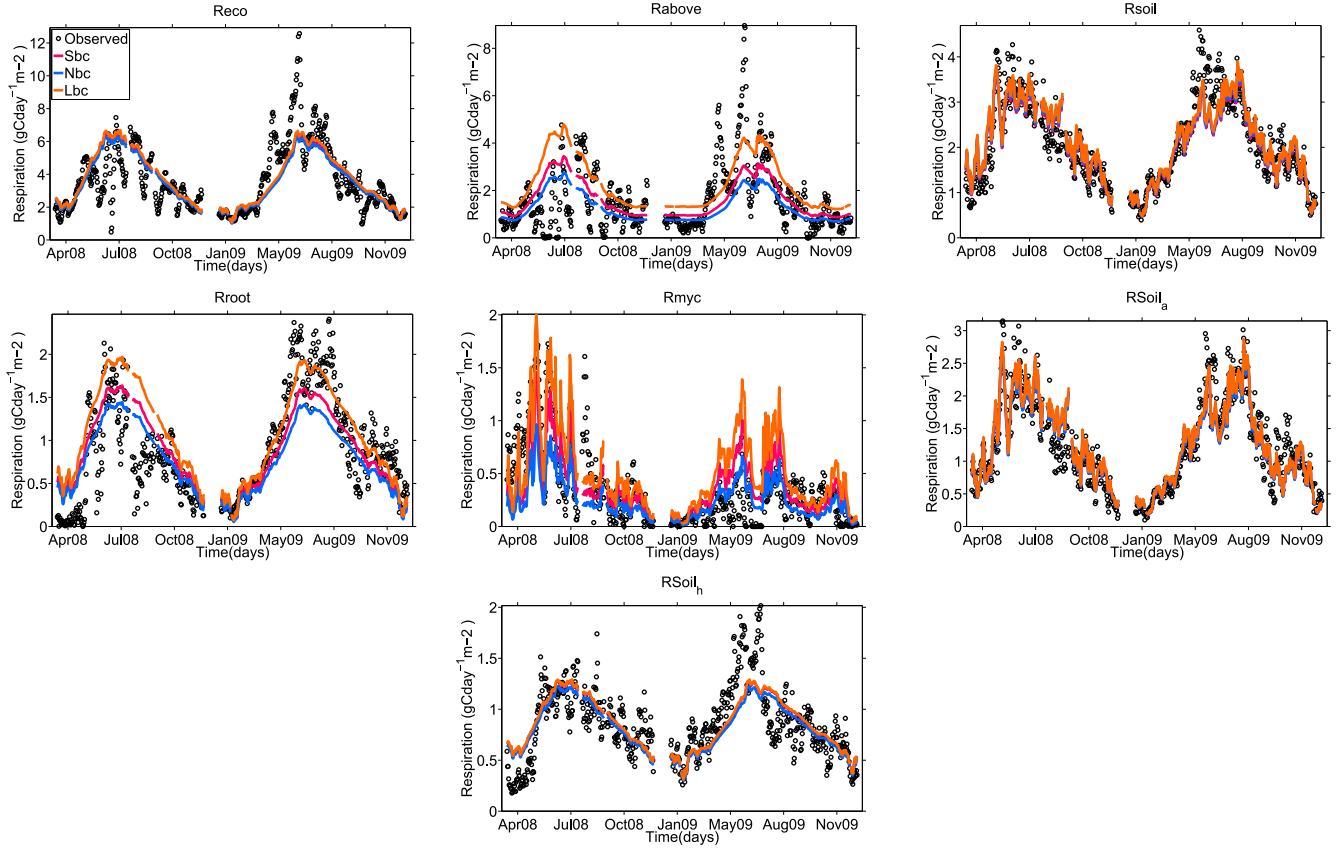 Reco
Respiration (gCday−1m−2 )
12
10
8
6
4
2
0
Observed
Sbc
Nbc
Lbc
Apr08 Jul08 Oct08 Jan09 May09 Aug09 Nov09
Time(days)
Rabove
Respiration (gCday−1m−2 )
8
6
4
2
0
Apr08 Jul08 Oct08 Jan09 May09 Aug09 Nov09
Time(days)
Rsoil
Respiration (gCday−1m−2 )
4
3
2
1
0
Apr08 Jul08 Oct08 Jan09 May09 Aug09 Nov09
Time(days)
Rroot
Respiration (gCday−1m−2 )
2
1.5
1
0.5
0
Apr08 Jul08 Oct08 Jan09 May09 Aug09 Nov09
Time(days)
Rmyc
Respiration (gCday−1m−2 )
2
1.5
1
0.5
0
Apr08 Jul08 Oct08 Jan09 May09 Aug09 Nov09
Time(days)
RSoila
Respiration (gCday−1m−2 )
3
2.5
2
1.5
1
0.5
0
Apr08 Jul08 Oct08 Jan09 May09 Aug09 Nov09
Time(days)
RSoilh
Respiration (gCday−1m−2 )
2
1.5
1
0.5
0
Apr08 Jul08 Oct08 Jan09 May09 Aug09 Nov09
Time(days)